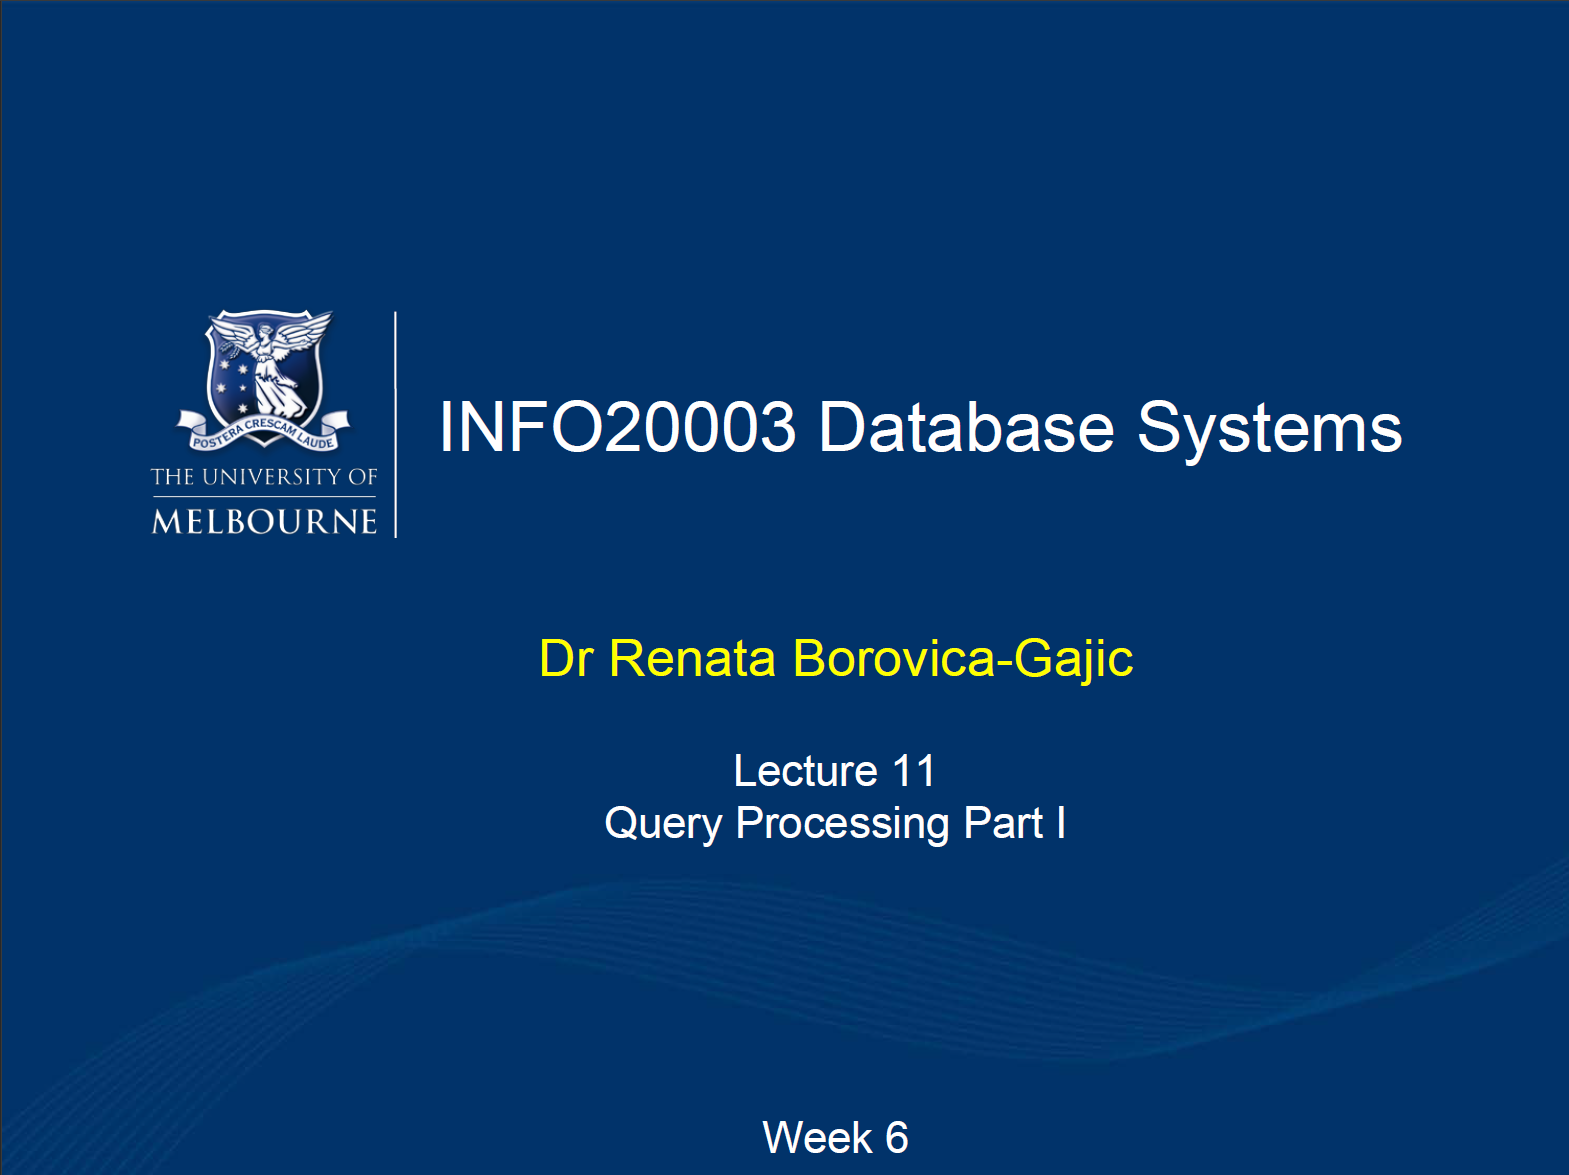 POSTERA CRESCAM LAUDE
THE UNIVERSITY OF
MELBOURNE
INFO20003 Database Systems
Dr Renata Borovica-Gajic
Lecture 11
Query Processing Part I
Week 6